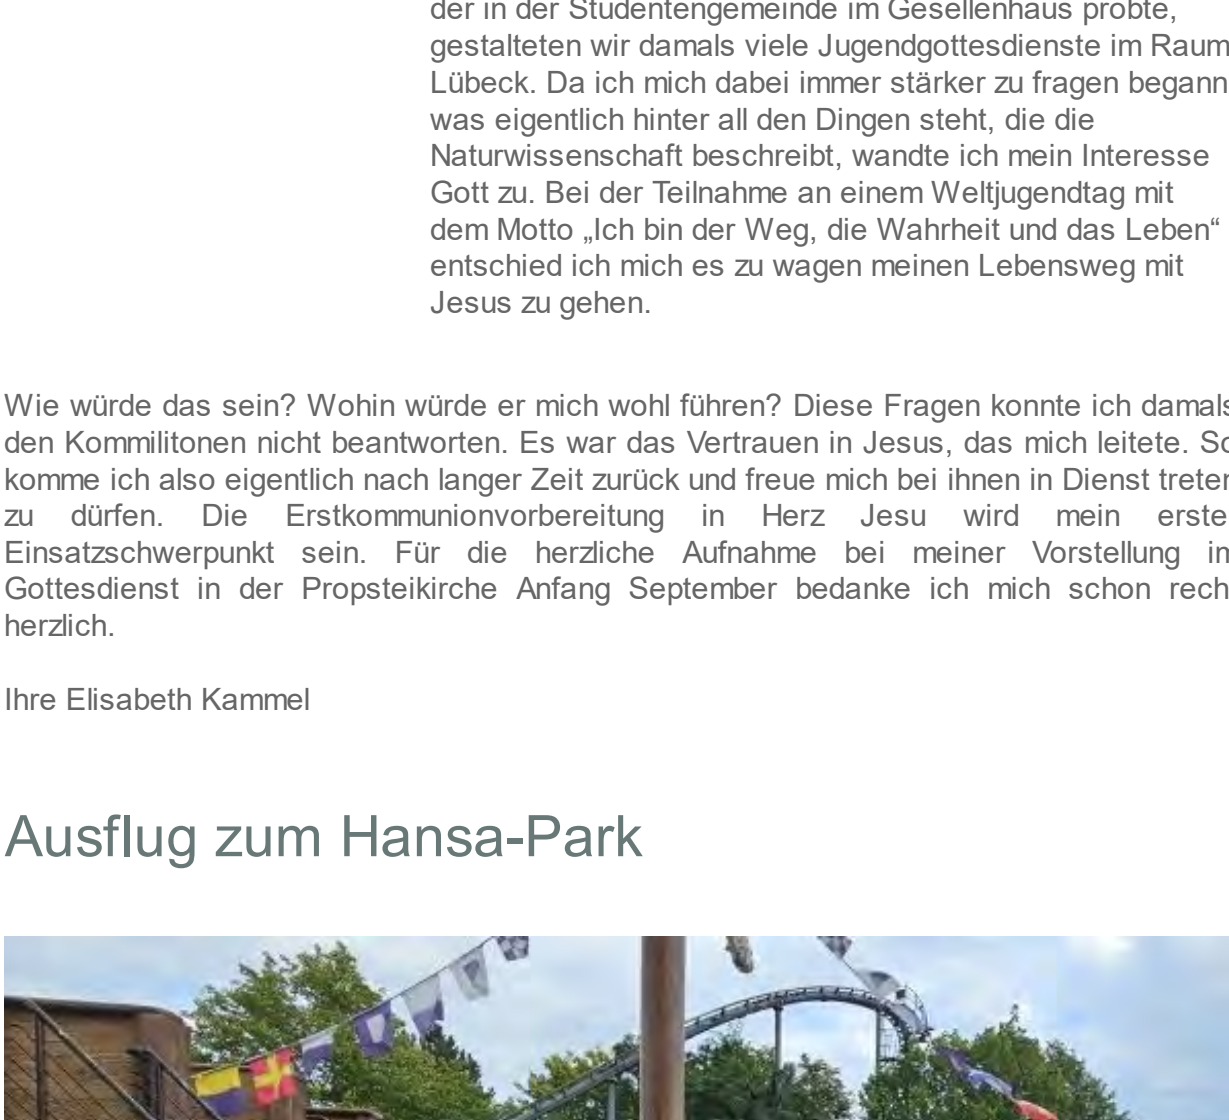 der in der Studentengemeinde im Gesellenhaus probte,
gestalteten wir damals viele Jugendgottesdienste im Raum
Lübeck. Da ich mich dabei immer stärker zu fragen begann
was eigentlich hinter all den Dingen steht, die die
Naturwissenschaft beschreibt, wandte ich mein Interesse
Gott zu. Bei der Teilnahme an einem Weltjugendtag mit
dem Motto „Ich bin der Weg, die Wahrheit und das Leben“
entschied ich mich es zu wagen meinen Lebensweg mit
Jesus zu gehen.
Wie würde das sein? Wohin würde er mich wohl führen? Diese Fragen konnte ich damals
den Kommilitonen nicht beantworten. Es war das Vertrauen in Jesus, das mich leitete. So
komme ich also eigentlich nach langer Zeit zurück und freue mich bei ihnen in Dienst treten
zu dürfen. Die Erstkommunionvorbereitung in Herz Jesu wird mein erste
Einsatzschwerpunkt sein. Für die herzliche Aufnahme bei meiner Vorstellung im
Gottesdienst in der Propsteikirche Anfang September bedanke ich mich schon rech
herzlich.
Ihre Elisabeth Kammel
Ausflug zum Hansa-Park